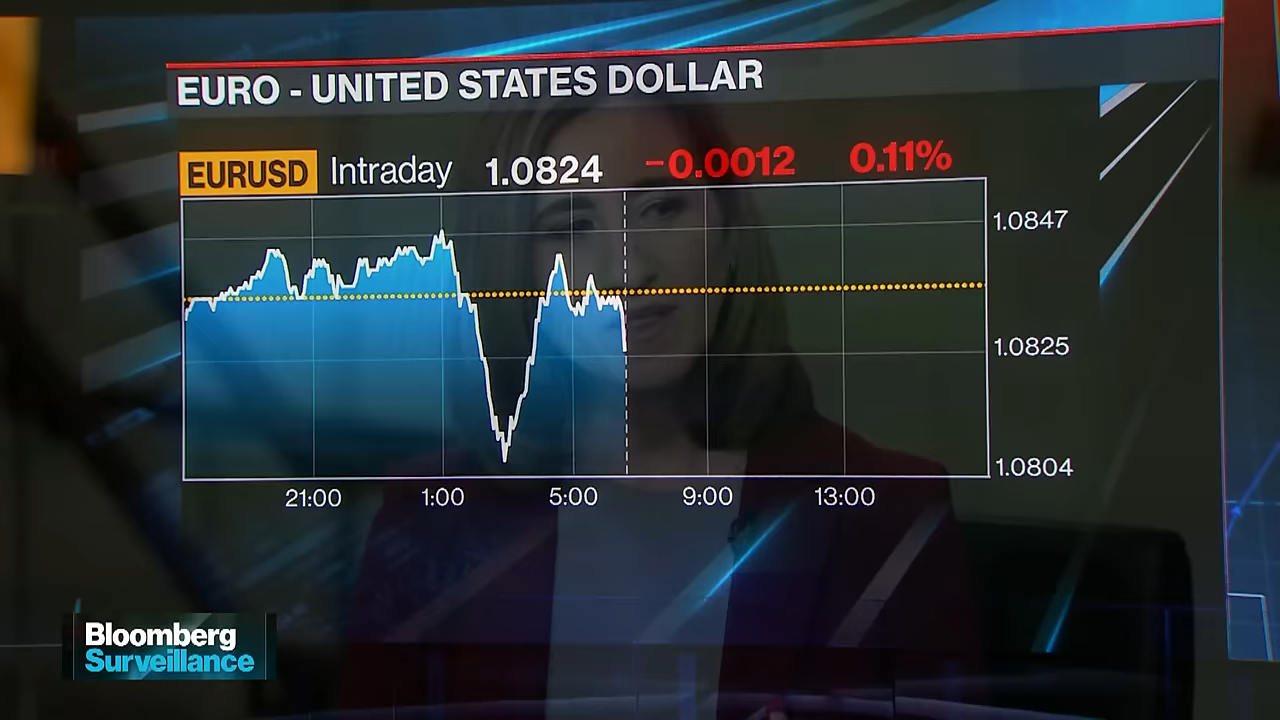 EURO - UNITED STATES DOLLAR
EURUSD Intraday 1.0824 -0.0012 0.11%
1.0847
1.0825
1.0804
21:00 1:00 5:00 9:00 13:00
Bloomberg
Surveillance